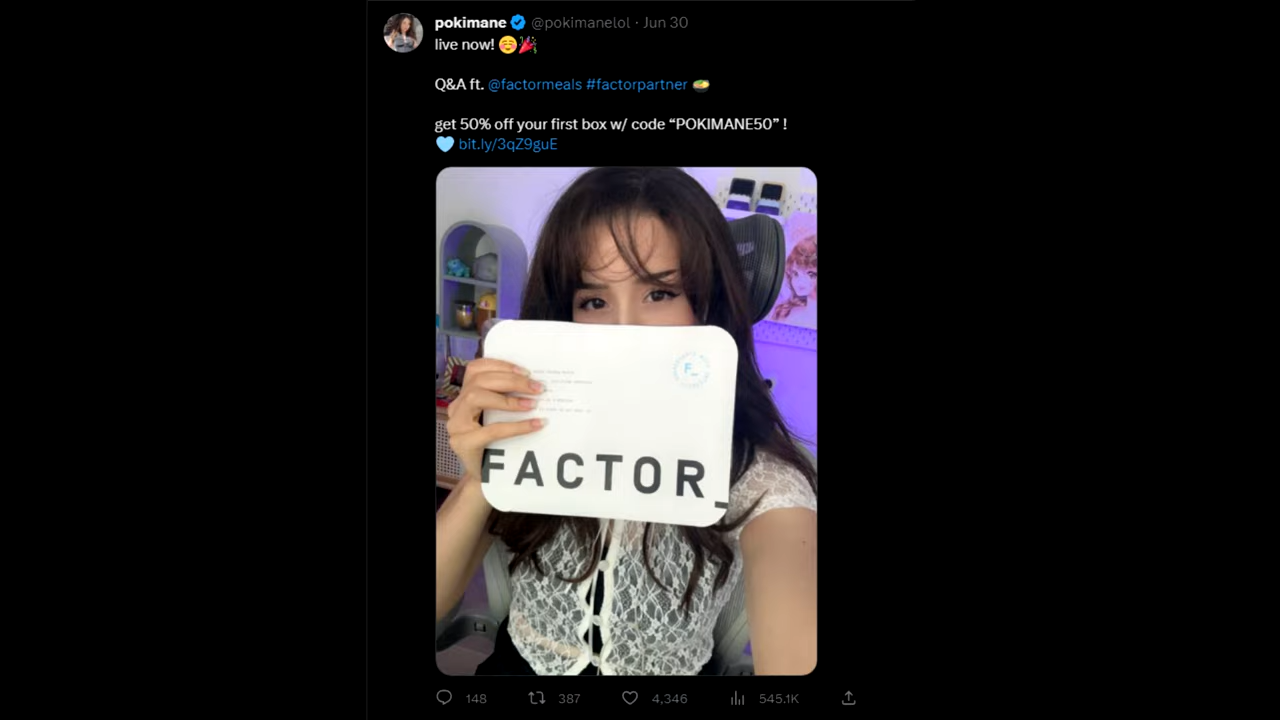 pokimane @pokimanelol · Jun 30
live now! ☺️🎉
Q&A ft. @factormeals #factorpartner 🥗
get 50% off your first box w/ code “POKIMANE50” !
🩵 bit.ly/3qZ9guE
F_
FACTOR_
148 387 4,346 545.1K